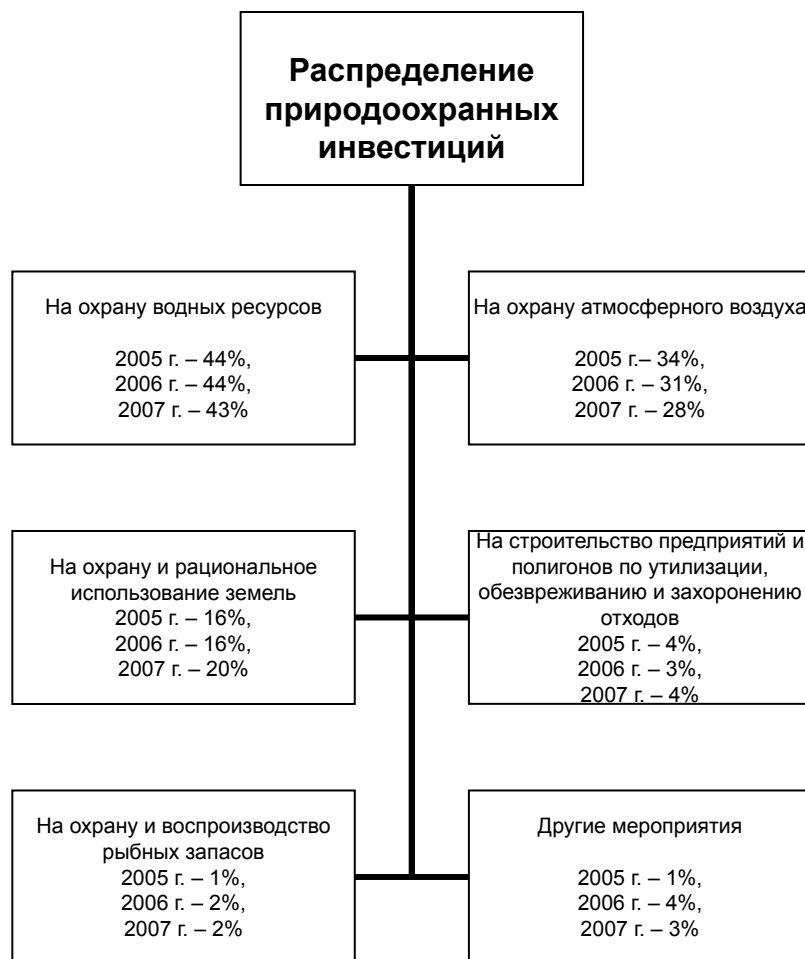 Распределение
природоохранных
инвестиций
На охрану водных ресурсов
2005 г. – 44%,
2006 г. – 44%,
2007 г. – 43%
На охрану атмосферного воздуха
2005 г.– 34%,
2006 г. – 31%,
2007 г. – 28%
На охрану и рациональное
использование земель
2005 г. – 16%,
2006 г. – 16%,
2007 г. – 20%
На строительство предприятий и
полигонов по утилизации,
обезвреживанию и захоронению
отходов
2005 г. – 4%,
2006 г. – 3%,
2007 г. – 4%
На охрану и воспроизводство
рыбных запасов
2005 г. – 1%,
2006 г. – 2%,
2007 г. – 2%
Другие мероприятия
2005 г. – 1%,
2006 г. – 4%,
2007 г. – 3%